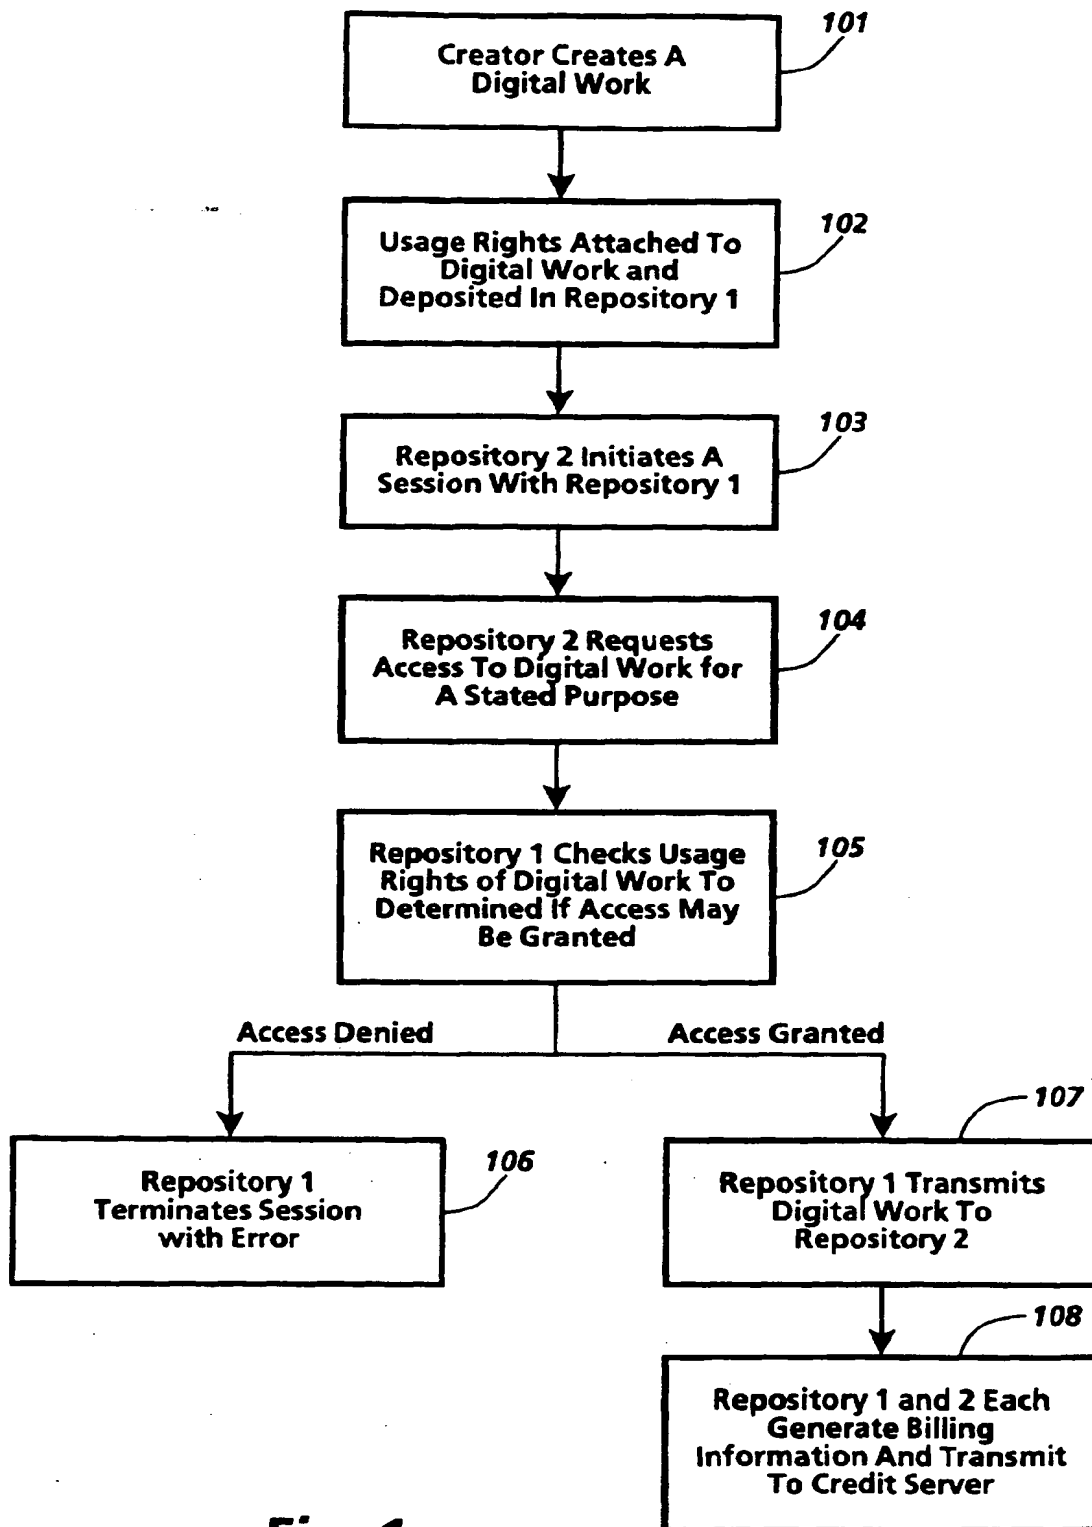 101
Creator Creates A
Digital Work
102
Usage Rights Attached To
Digital Work and
Deposited In Repository 1
103
Repository 2 Initiates A
Session With Repository 1
104
Repository 2 Requests
Access To Digital Work for
A Stated Purpose
105
Repository 1 Checks Usage
Rights of Digital Work To
Determined If Access May
Be Granted
Access Denied
Access Granted
106
Repository 1
Terminates Session
with Error
107
Repository 1 Transmits
Digital Work To
Repository 2
108
Repository 1 and 2 Each
Generate Billing
Information And Transmit
To Credit Server